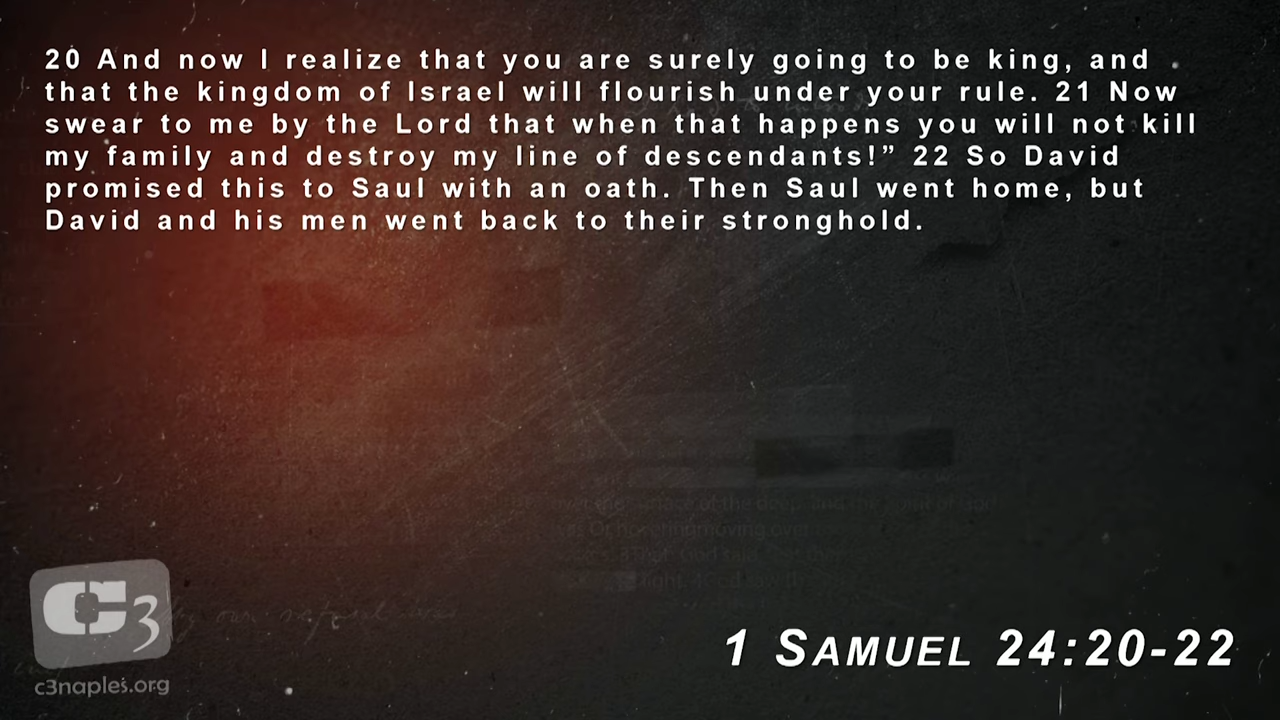 20 And now I realize that you are surely going to be king, and
that the kingdom of Israel will flourish under your rule. 21 Now
swear to me by the Lord that when that happens you will not kill
my family and destroy my line of descendants!” 22 So David
promised this to Saul with an oath. Then Saul went home, but
David and his men went back to their stronghold.
C3
c3naples.org
1 Samuel 24:20-22